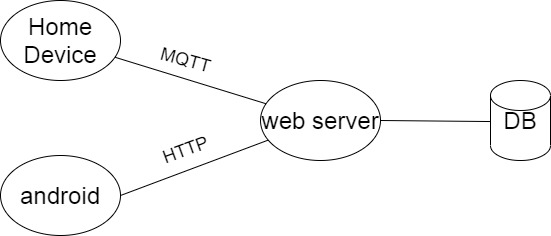 Home
Device
MQTT
web server
DB
HTTP
android